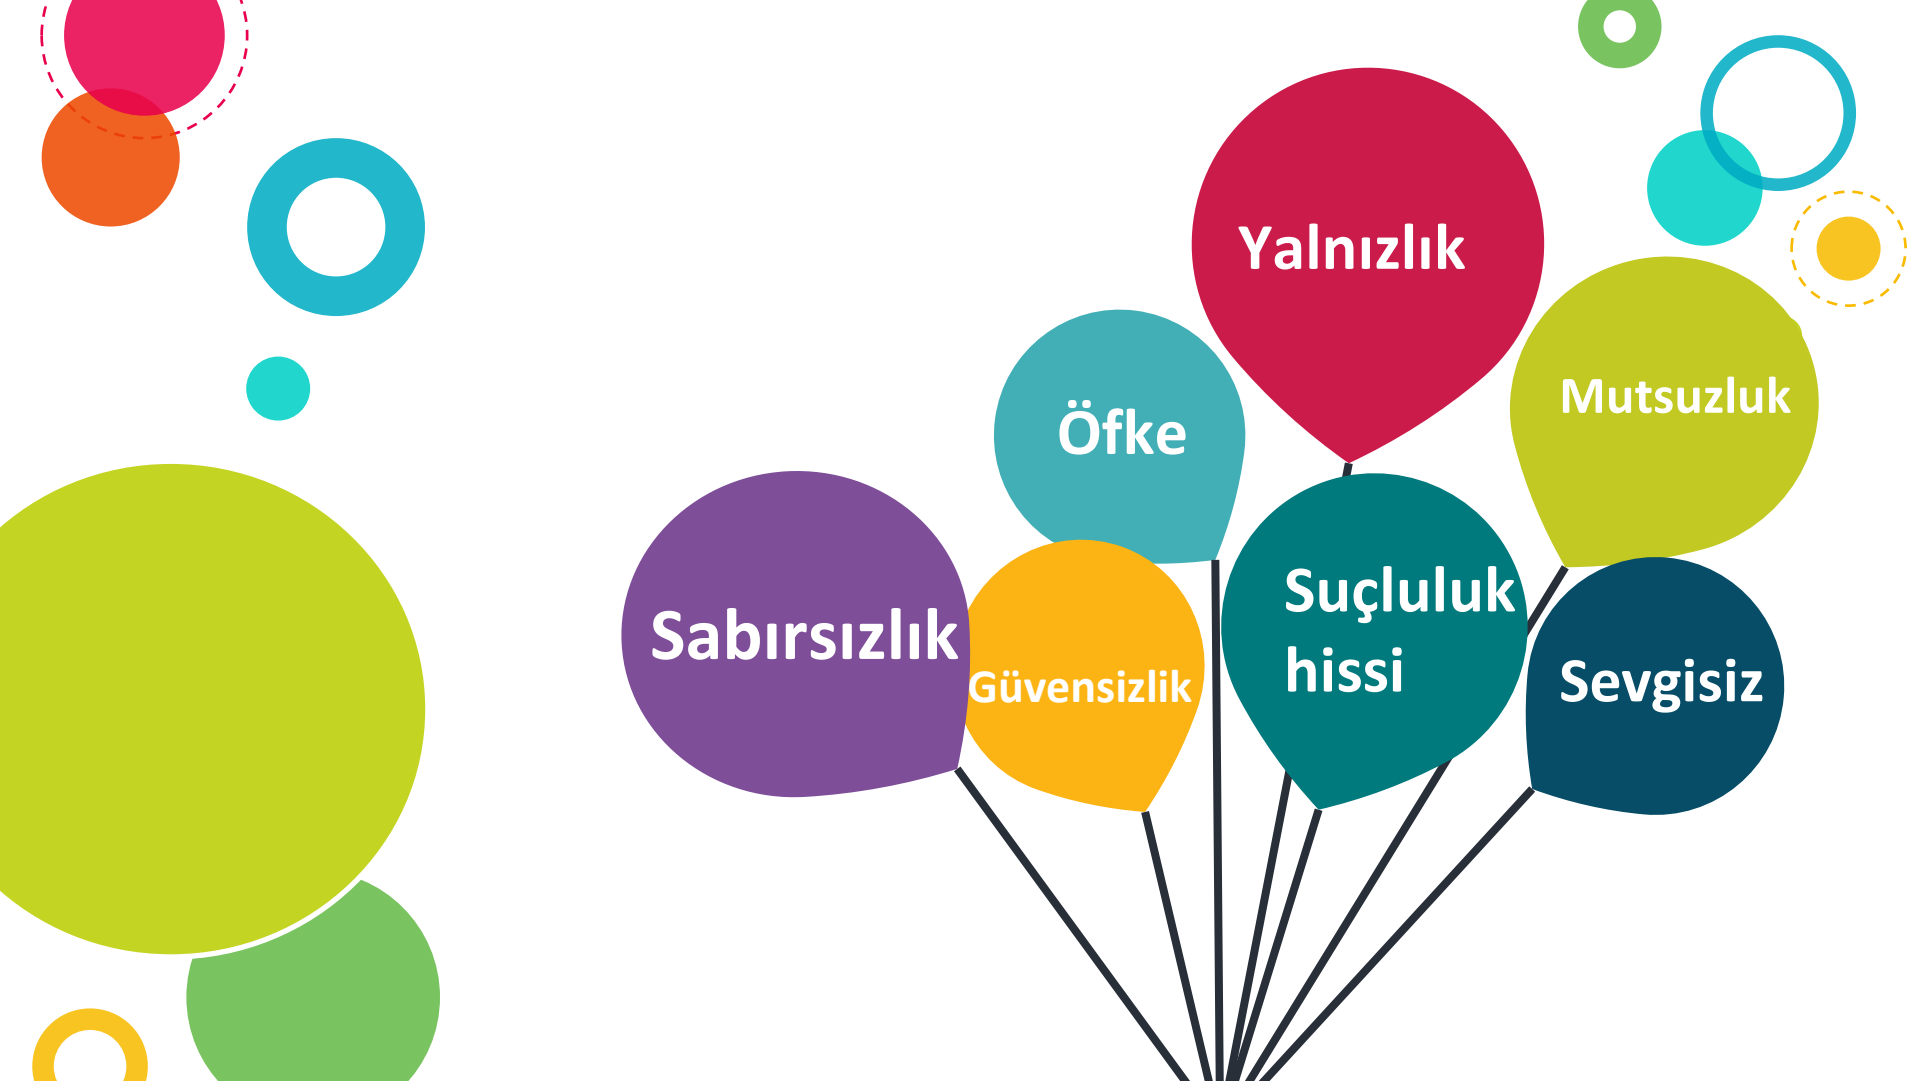 Yalnızlık
Mutsuzluk
Öfke
Suçluluk
hissi
Sabırsızlık
Güvensizlik
Sevgisiz